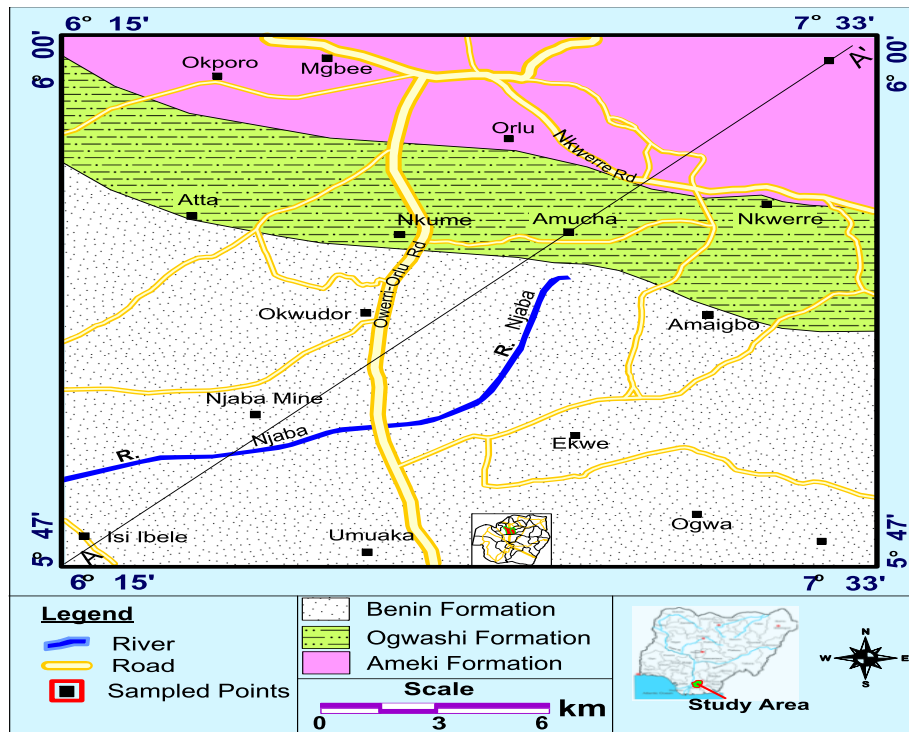 6° 15'
7° 33'
6° 00'
6° 00'
Okporo
Mgbee
A'
Orlu
Nkwerre Rd
Atta
Nkume
Amucha
Nkwerre
Owerri-Orlu Rd
Okwudor
R. Njaba
Amaigbo
Njaba Mine
R. Njaba
Ekwe
Ogwa
Isi Ibele
Umuaka
A
5° 47'
5° 47'
6° 15'
7° 33'
Legend
River
Road
Sampled Points
Benin Formation
Ogwashi Formation
Ameki Formation
Scale
0 3 6 km
Study Area
N
W E
S